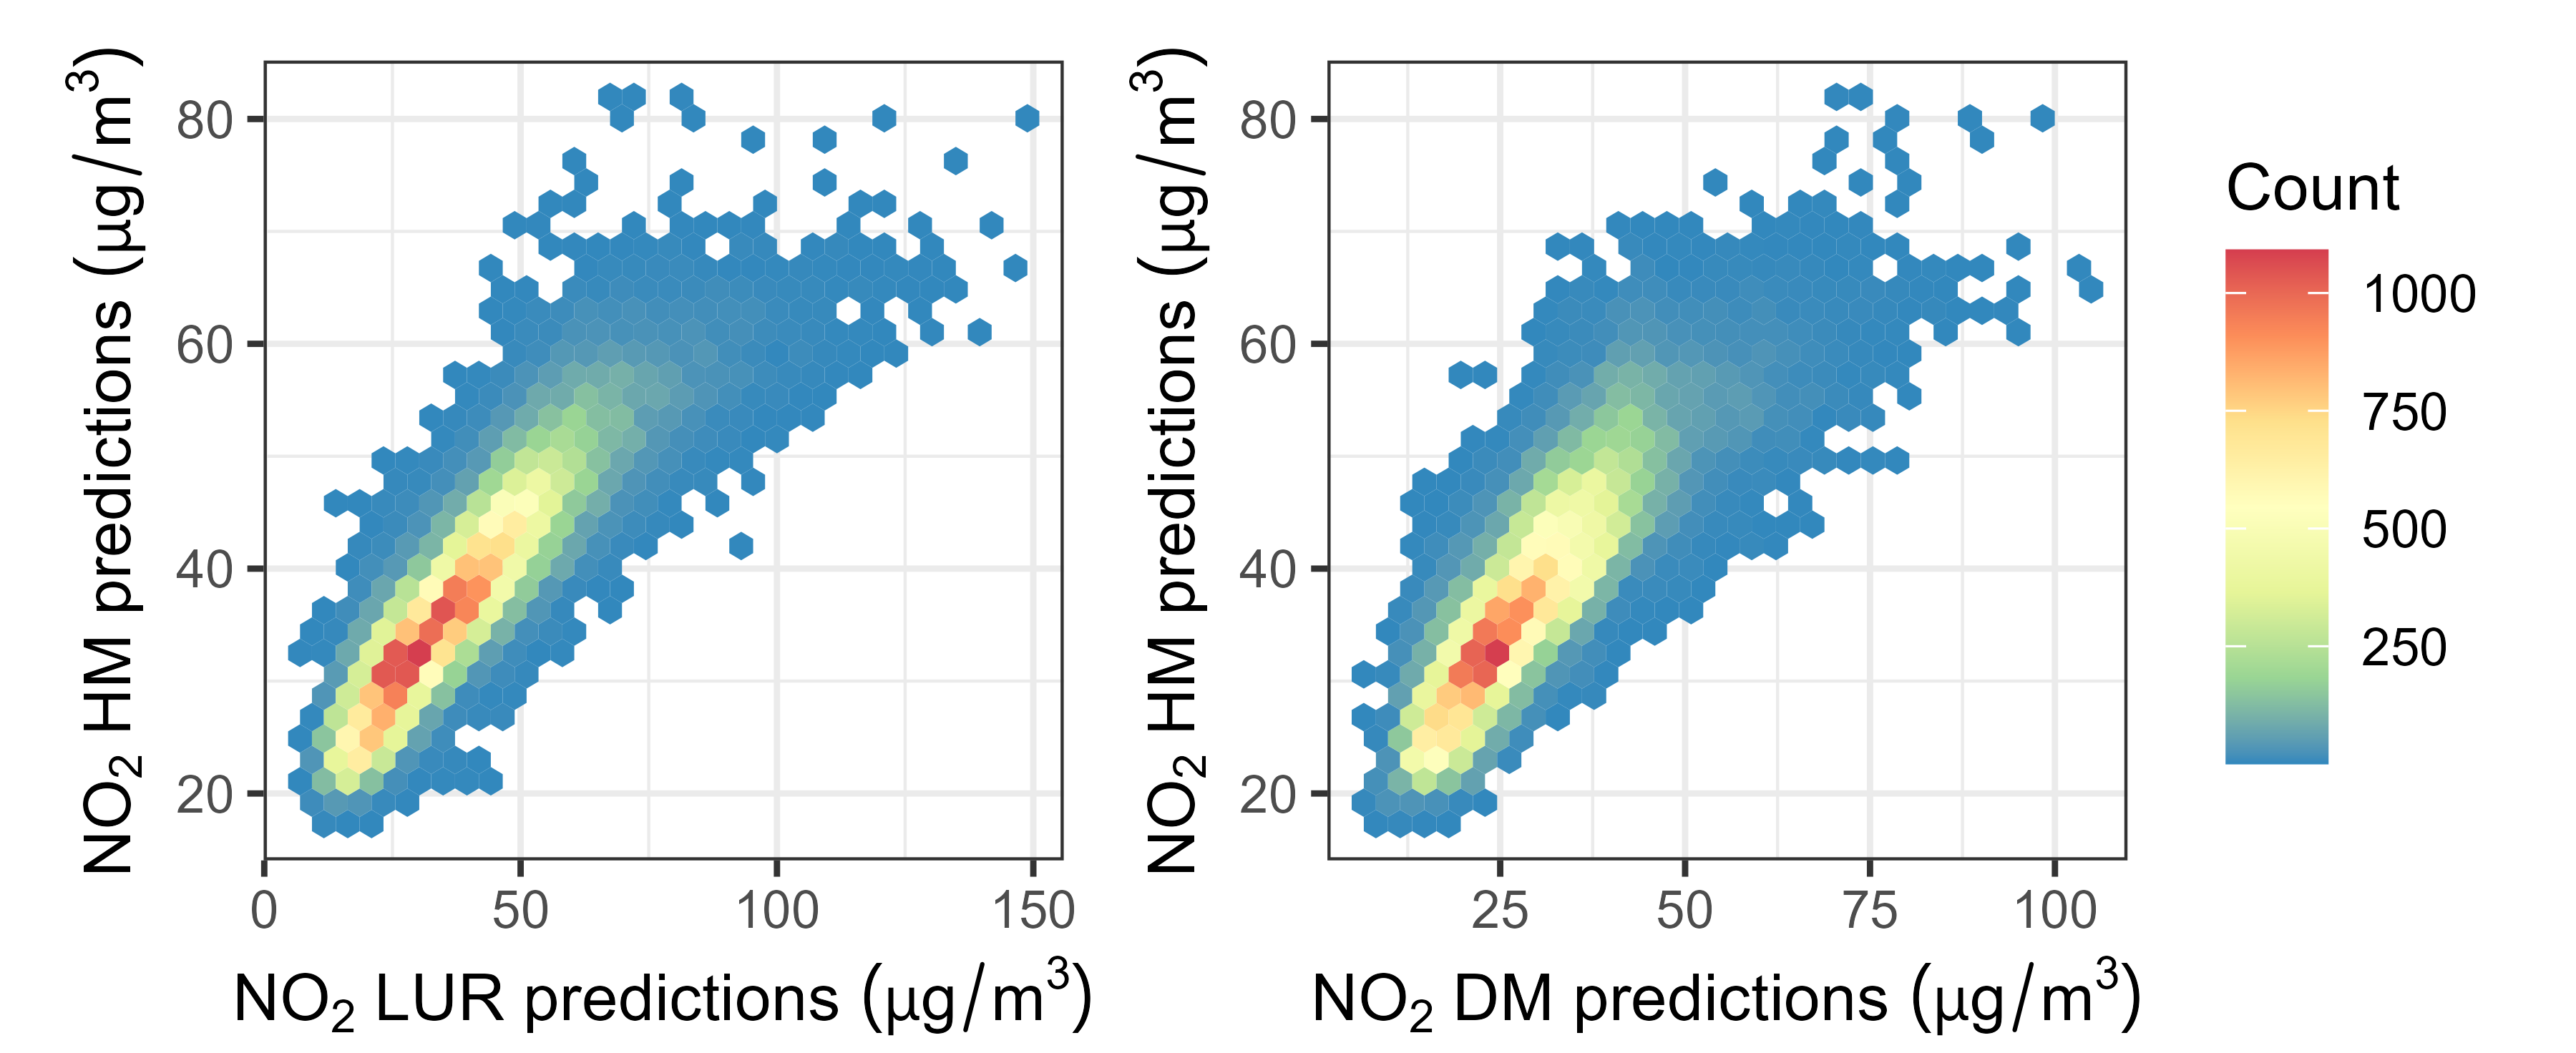 NO₂ HM predictions (µg/m³)
80
60
40
20
0 50 100 150
NO₂ LUR predictions (µg/m³)
NO₂ HM predictions (µg/m³)
80
60
40
20
25 50 75 100
NO₂ DM predictions (µg/m³)
Count
1000
750
500
250